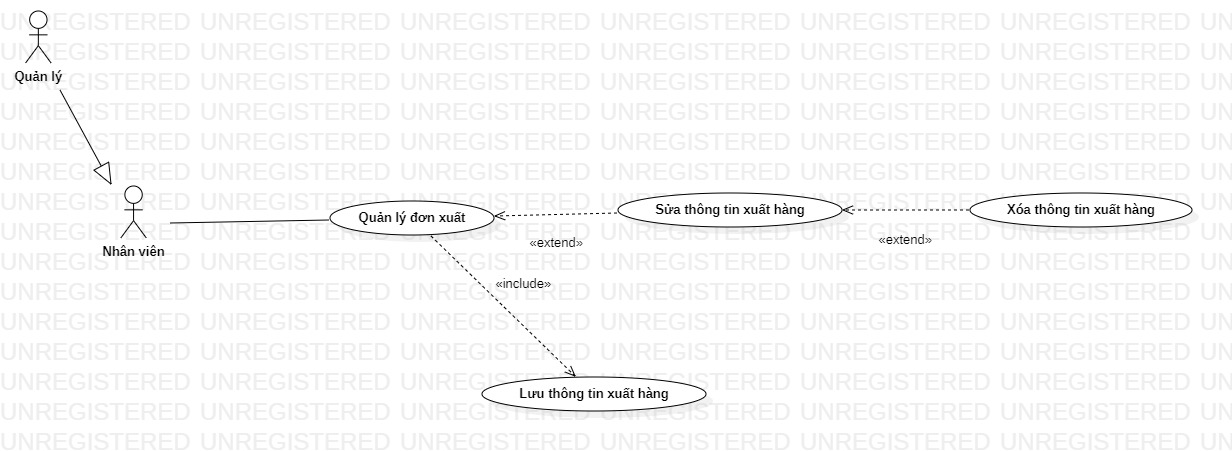 UNREGISTERED UNREGISTERED UNREGISTERED UNREGISTERED UNREGISTERED UNREGISTERED
Quản lý
Nhân viên
Quản lý đơn xuất
Sửa thông tin xuất hàng
Xóa thông tin xuất hàng
«extend»
«extend»
«include»
Lưu thông tin xuất hàng